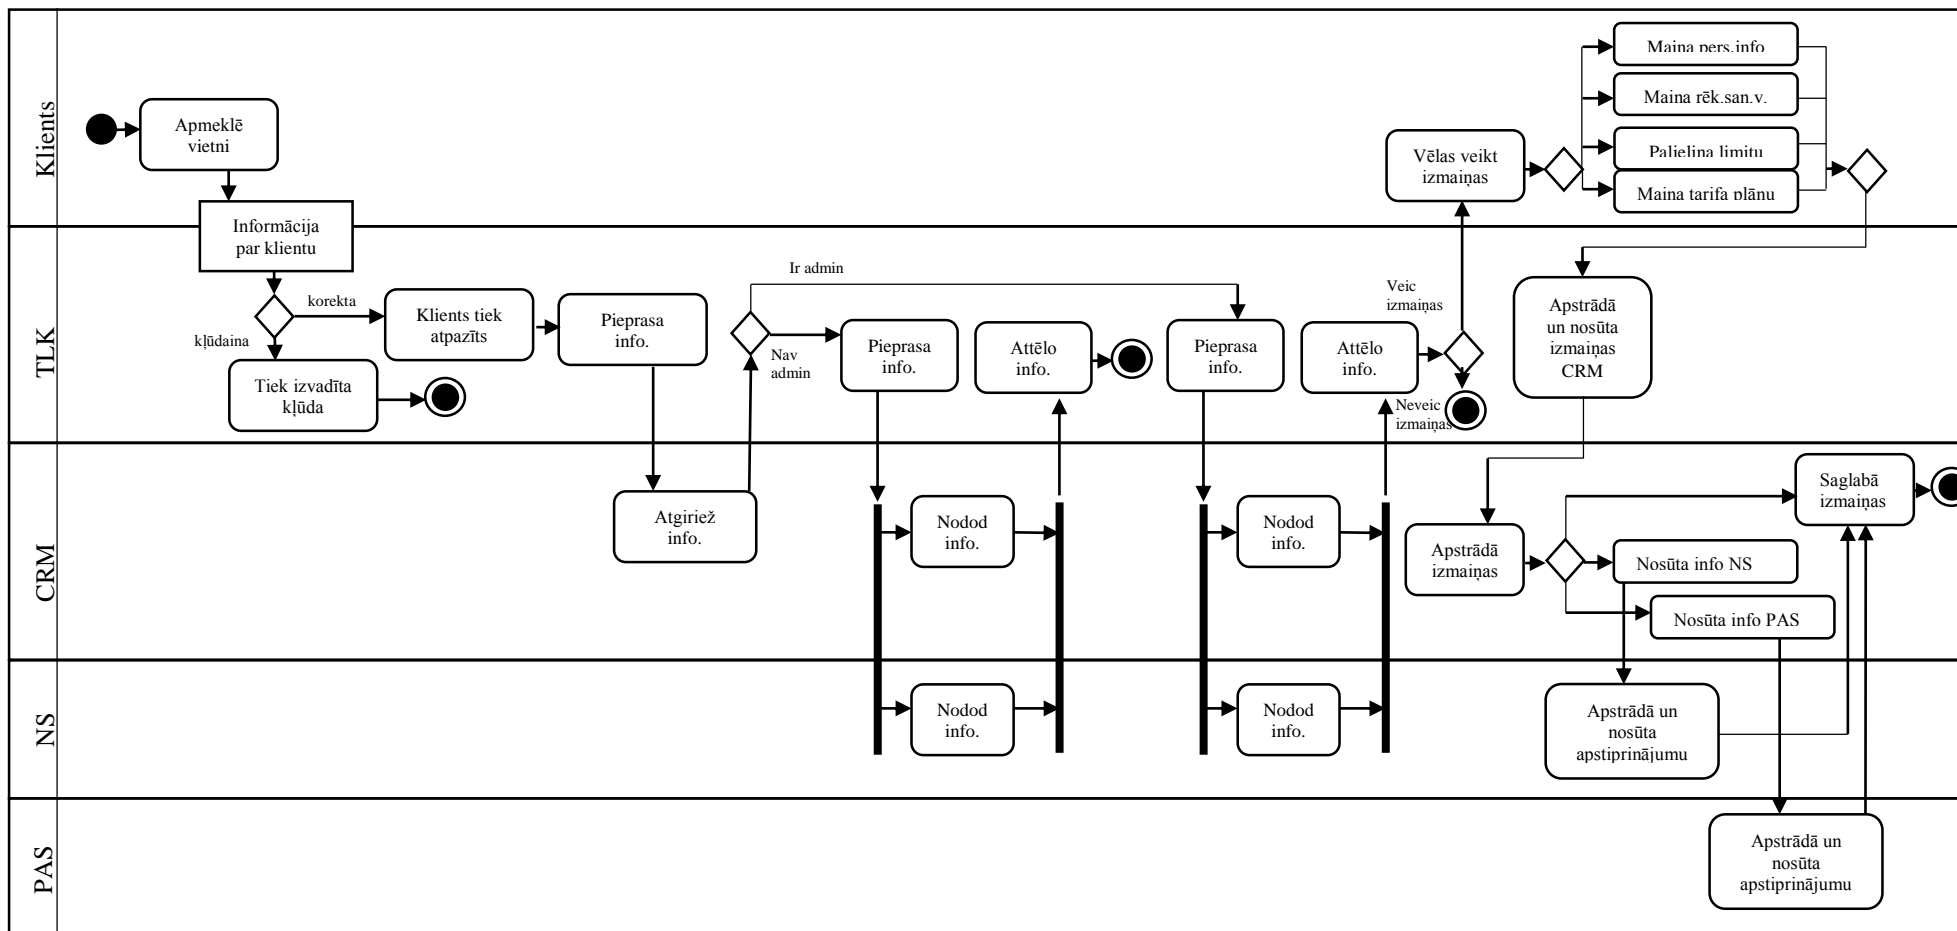 Klients
Apmeklē
vietni
Informācija
par klientu
Vēlas veikt
izmaiņas
Maina pers.info
Maina rēk.san.v.
Palielina limitu
Maina tarifa plānu
TLK
korekta
kļūdaina
Tiek izvadīta
kļūda
Klients tiek
atpazīts
Pieprasa
info.
Ir admin
Nav
admin
Pieprasa
info.
Attēlo
info.
Pieprasa
info.
Attēlo
info.
Veic
izmaiņas
Neveic
izmaiņas
Apstrādā
un nosūta
izmaiņas
CRM
CRM
Atgiriež
info.
Nodod
info.
Nodod
info.
Apstrādā
izmaiņas
Saglabā
izmaiņas
Nosūta info NS
Nosūta info PAS
NS
Nodod
info.
Nodod
info.
Apstrādā un
nosūta
apstiprinājumu
PAS
Apstrādā un
nosūta
apstiprinājumu